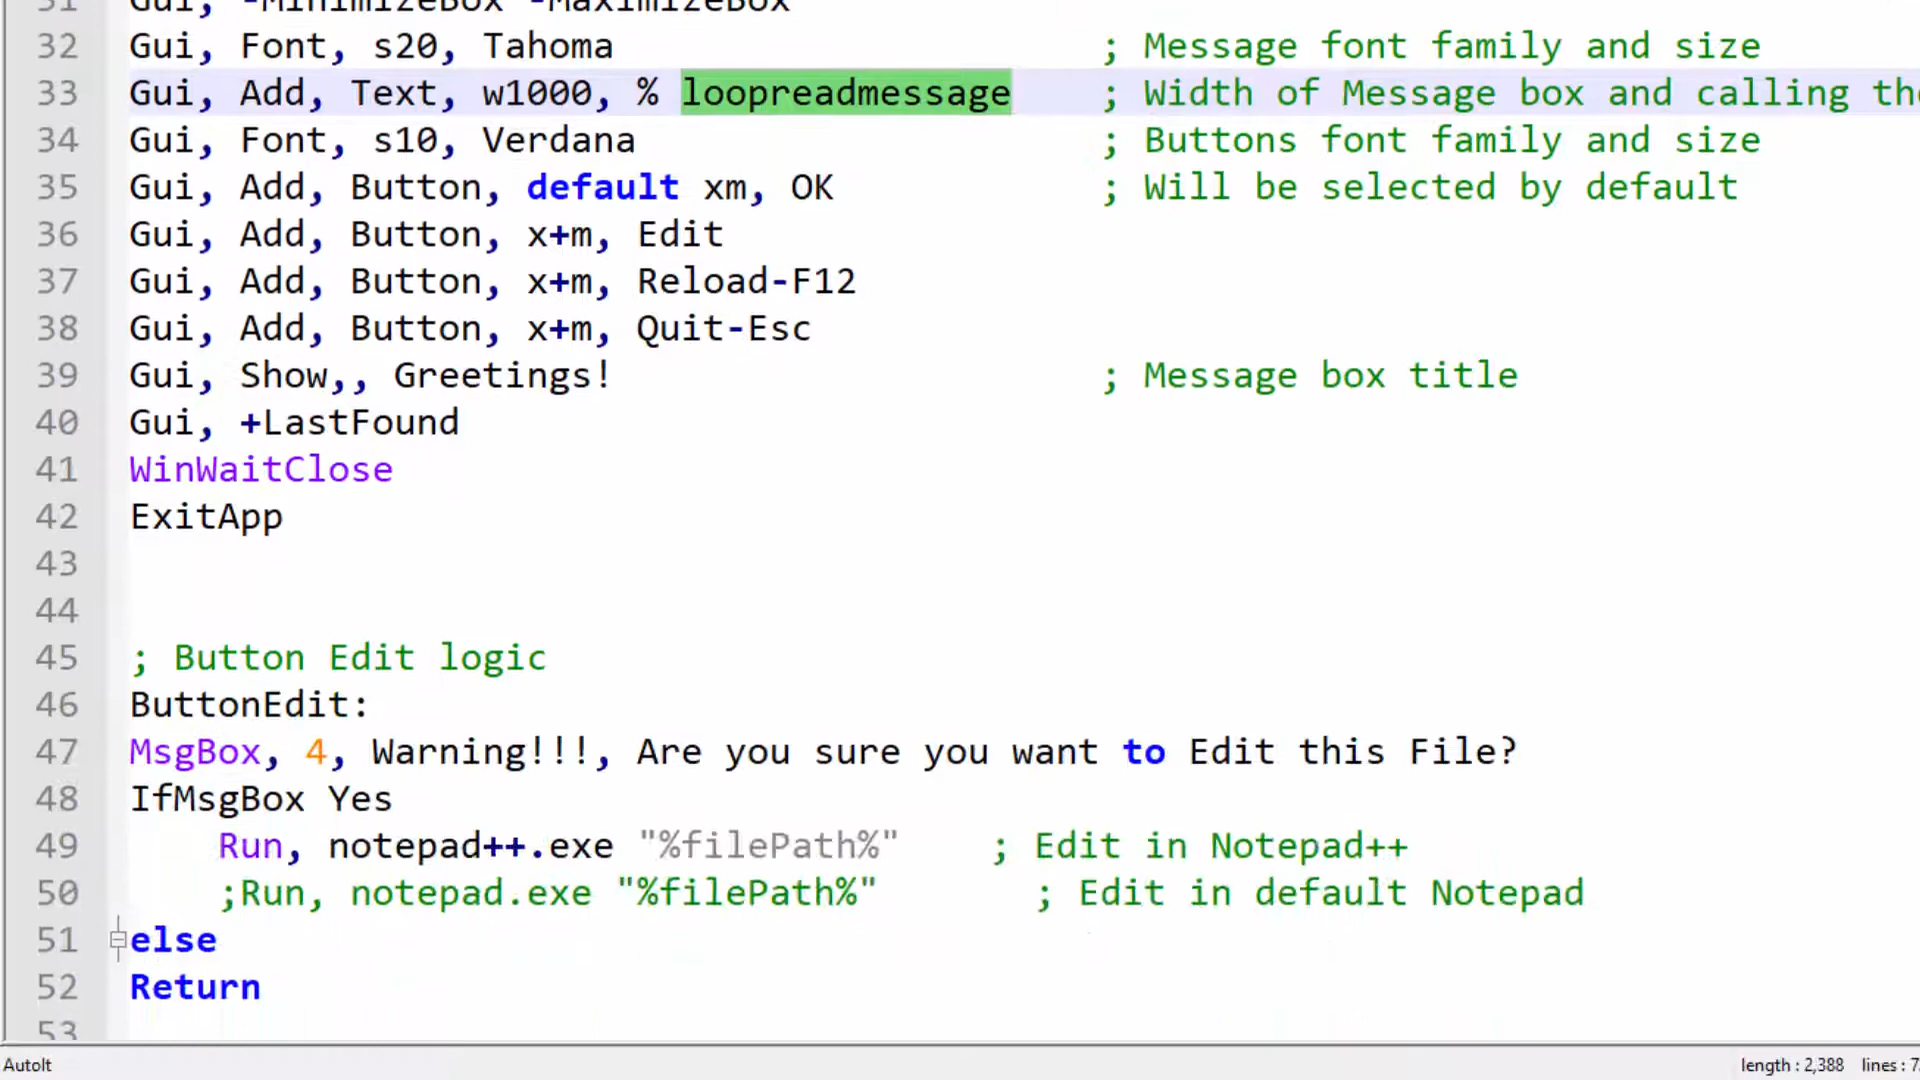 31 Gui, -MinimizeBox -MaximizeBox
32 Gui, Font, s20, Tahoma ; Message font family and size
33 Gui, Add, Text, w1000, % loopreadmessage ; Width of Message box and calling
34 Gui, Font, s10, Verdana ; Buttons font family and size
35 Gui, Add, Button, default xm, OK ; Will be selected by default
36 Gui, Add, Button, x+m, Edit
37 Gui, Add, Button, x+m, Reload-F12
38 Gui, Add, Button, x+m, Quit-Esc
39 Gui, Show,, Greetings! ; Message box title
40 Gui, +LastFound
41 WinWaitClose
42 ExitApp
43
44
45 ; Button Edit logic
46 ButtonEdit:
47 MsgBox, 4, Warning!!!, Are you sure you want to Edit this File?
48 IfMsgBox Yes
49 Run, notepad++.exe "%filePath%" ; Edit in Notepad++
50 ;Run, notepad.exe "%filePath%" ; Edit in default Notepad
51 else
52 Return
53
AutoIt length : 2,388 lines : 7